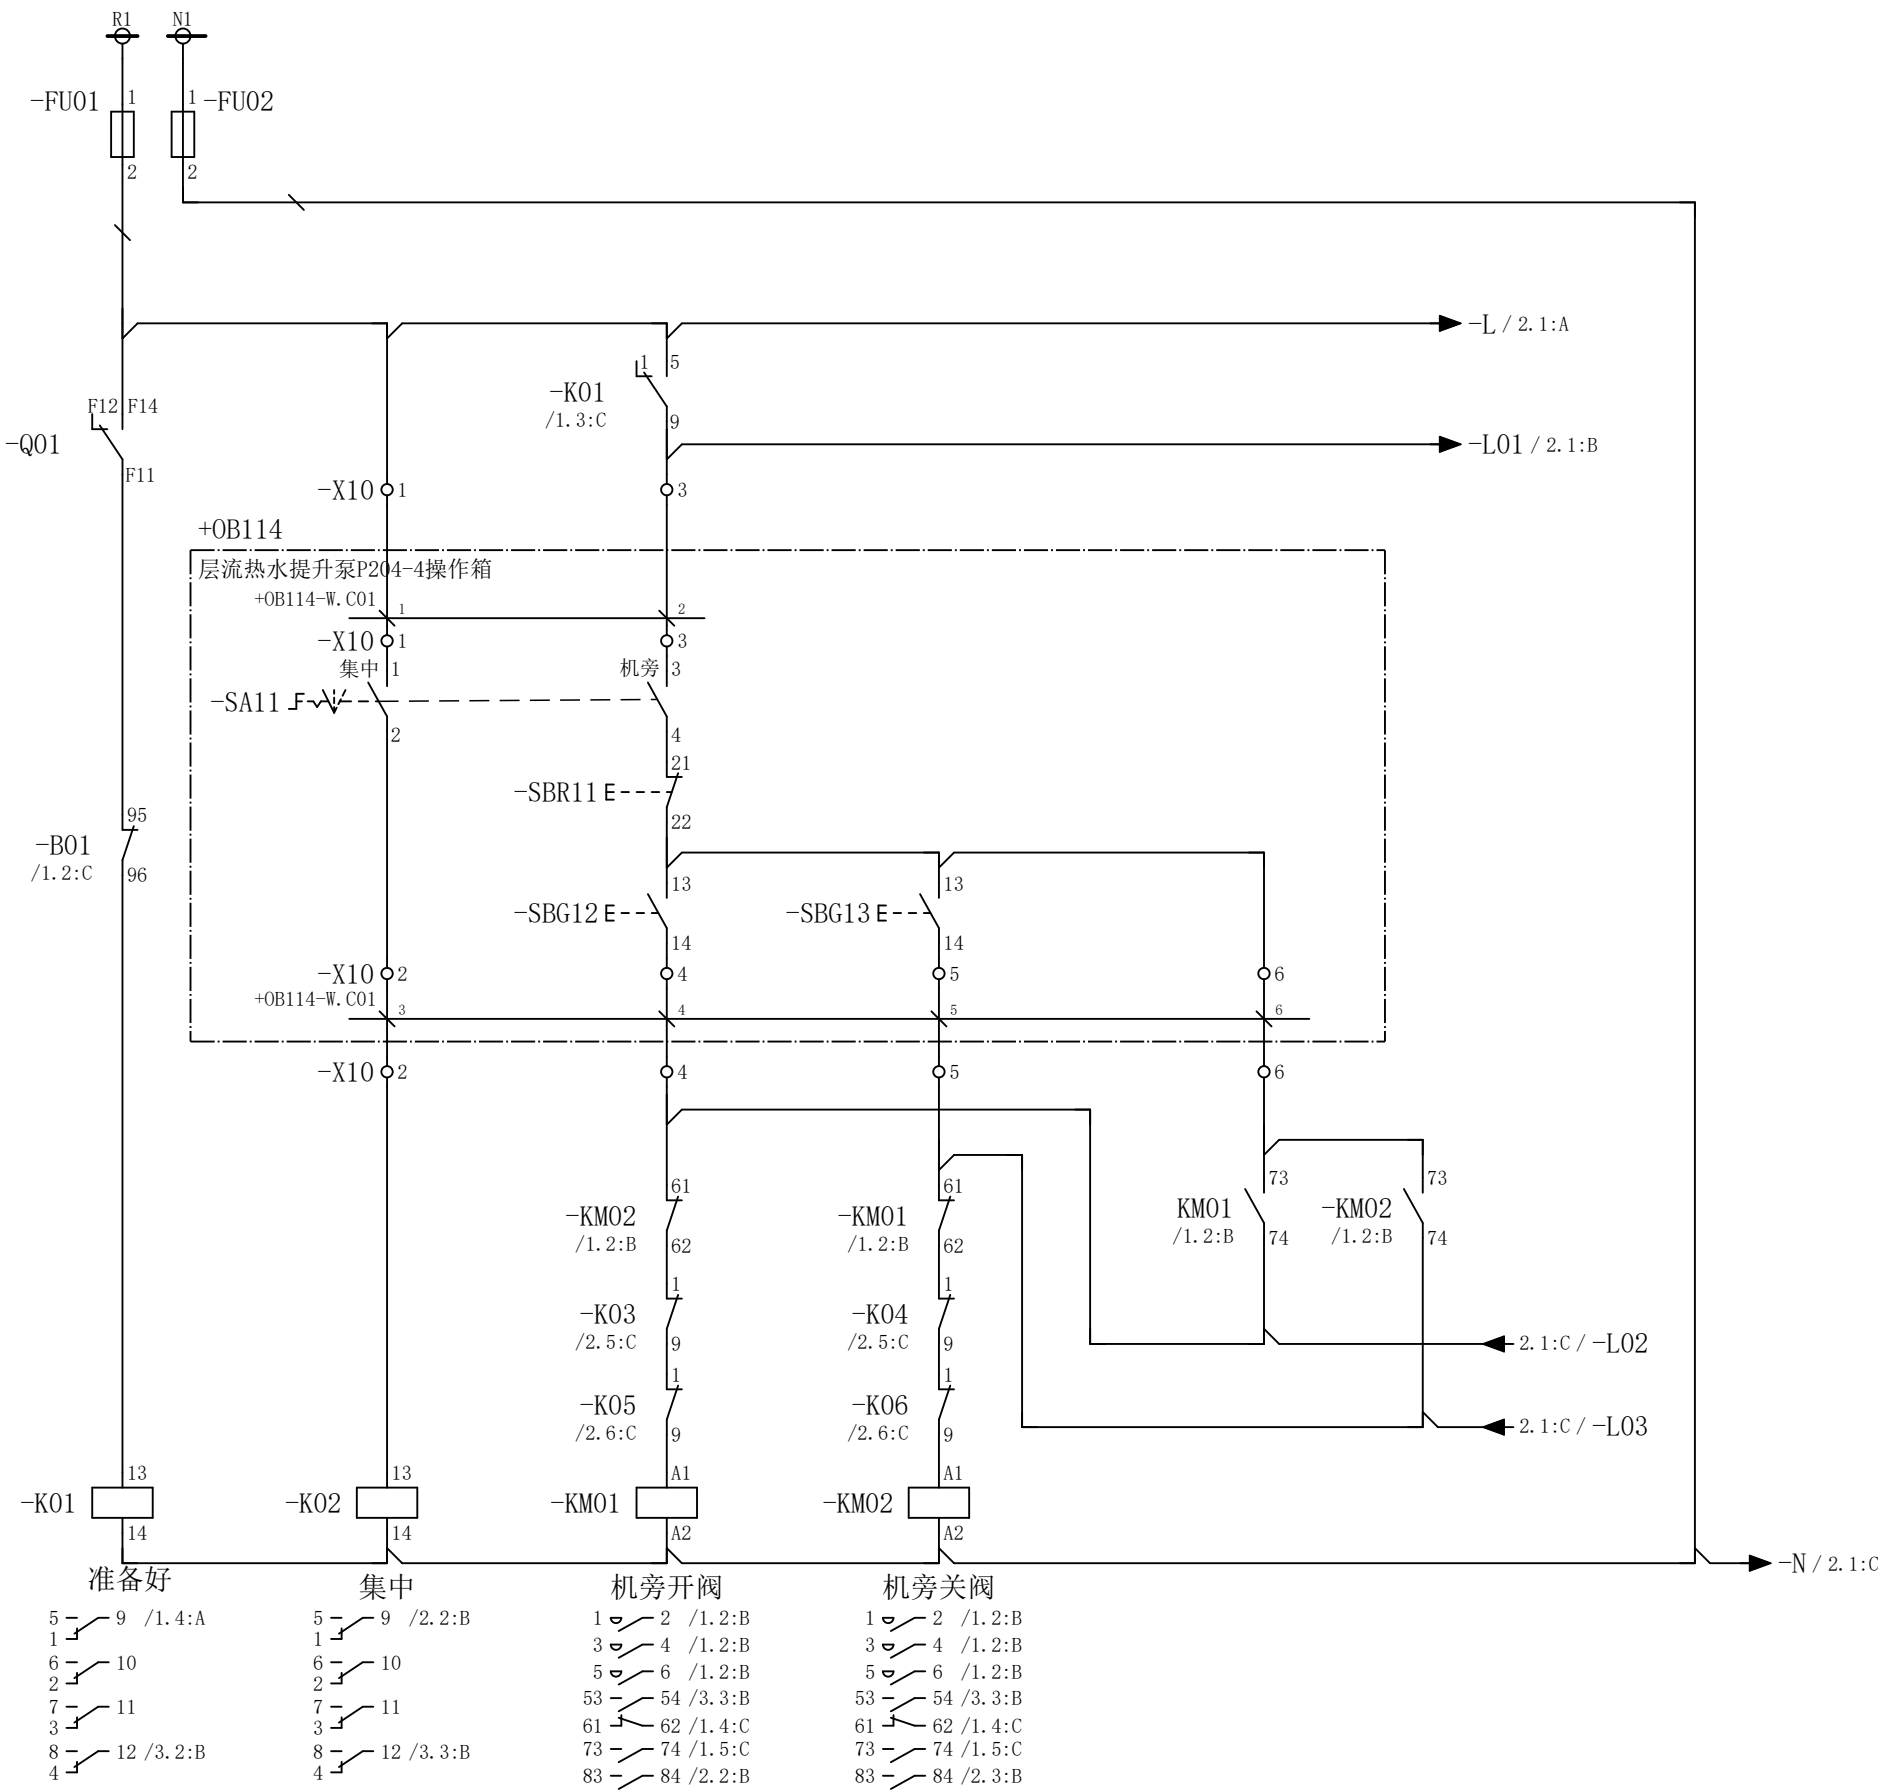 R1 N1
-FU01 1 1 -FU02
2 2
-L / 2.1:A
1 5
-K01
/1.3:C
9
F12 F14
-Q01
F11
-L01 / 2.1:B
-X10 1 3
+OB114
层流热水提升泵P204-4操作箱
+OB114-W.C01 1 2
-X10 1 3
集中 1 机旁 3
-SA11
2 4
21
-SBR11
22
95
-B01
/1.2:C 96
13 13
-SBG12 -SBG13
14 14
-X10 2 4 5 6
+OB114-W.C01 3 4 5 6
-X10 2 4 5 6
61 61 73 73
-KM02 -KM01 KM01 -KM02
/1.2:B /1.2:B /1.2:B /1.2:B
62 62 74 74
1 1
-K03 -K04
/2.5:C 9 /2.5:C 9
2.1:C / -L02
1 1
-K05 -K06
/2.6:C 9 /2.6:C 9
2.1:C / -L03
13 13 A1 A1
-K01 -K02 -KM01 -KM02
14 14 A2 A2
-N / 2.1:C
准备好 集中 机旁开阀 机旁关阀
5 9 /1.4:A
1
6 10
2
7 11
3
8 12 /3.2:B
4
5 9 /2.2:B
1
6 10
2
7 11
3
8 12 /3.3:B
4
1 2 /1.2:B
3 4 /1.2:B
5 6 /1.2:B
53 54 /3.3:B
61 62 /1.4:C
73 74 /1.5:C
83 84 /2.2:B
1 2 /1.2:B
3 4 /1.2:B
5 6 /1.2:B
53 54 /3.3:B
61 62 /1.4:C
73 74 /1.5:C
83 84 /2.3:B